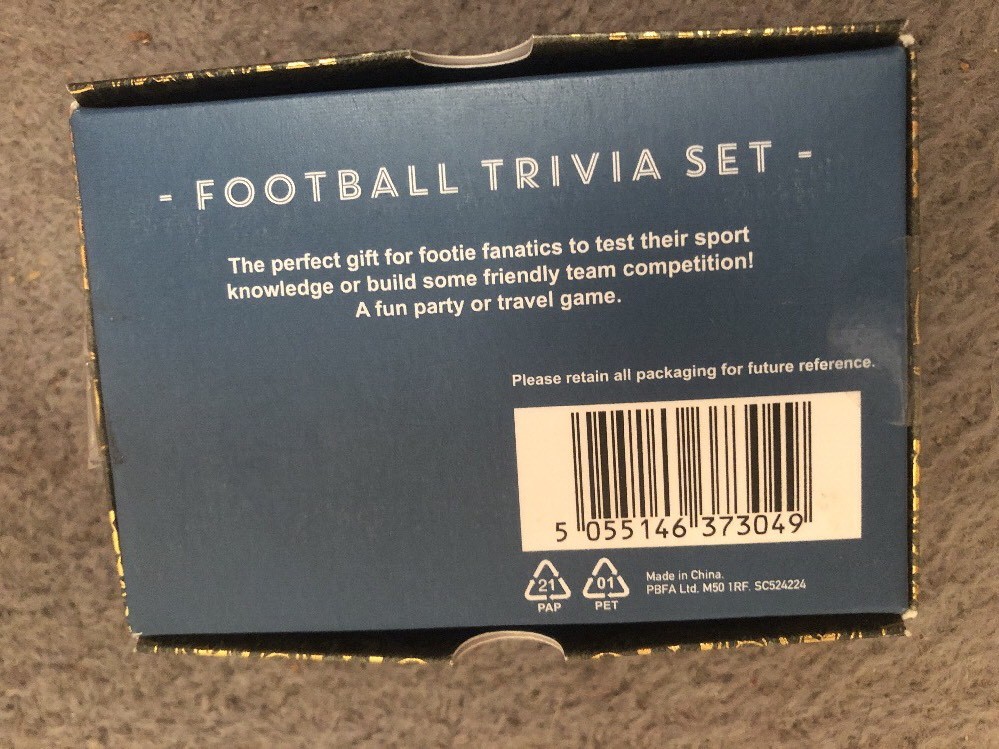 - FOOTBALL TRIVIA SET -
The perfect gift for footie fanatics to test their sport
knowledge or build some friendly team competition!
A fun party or travel game.
Please retain all packaging for future reference.
5 055146 373049
21 PAP
01 PET
Made in China.
PBFA Ltd. M50 1RF. SC524224